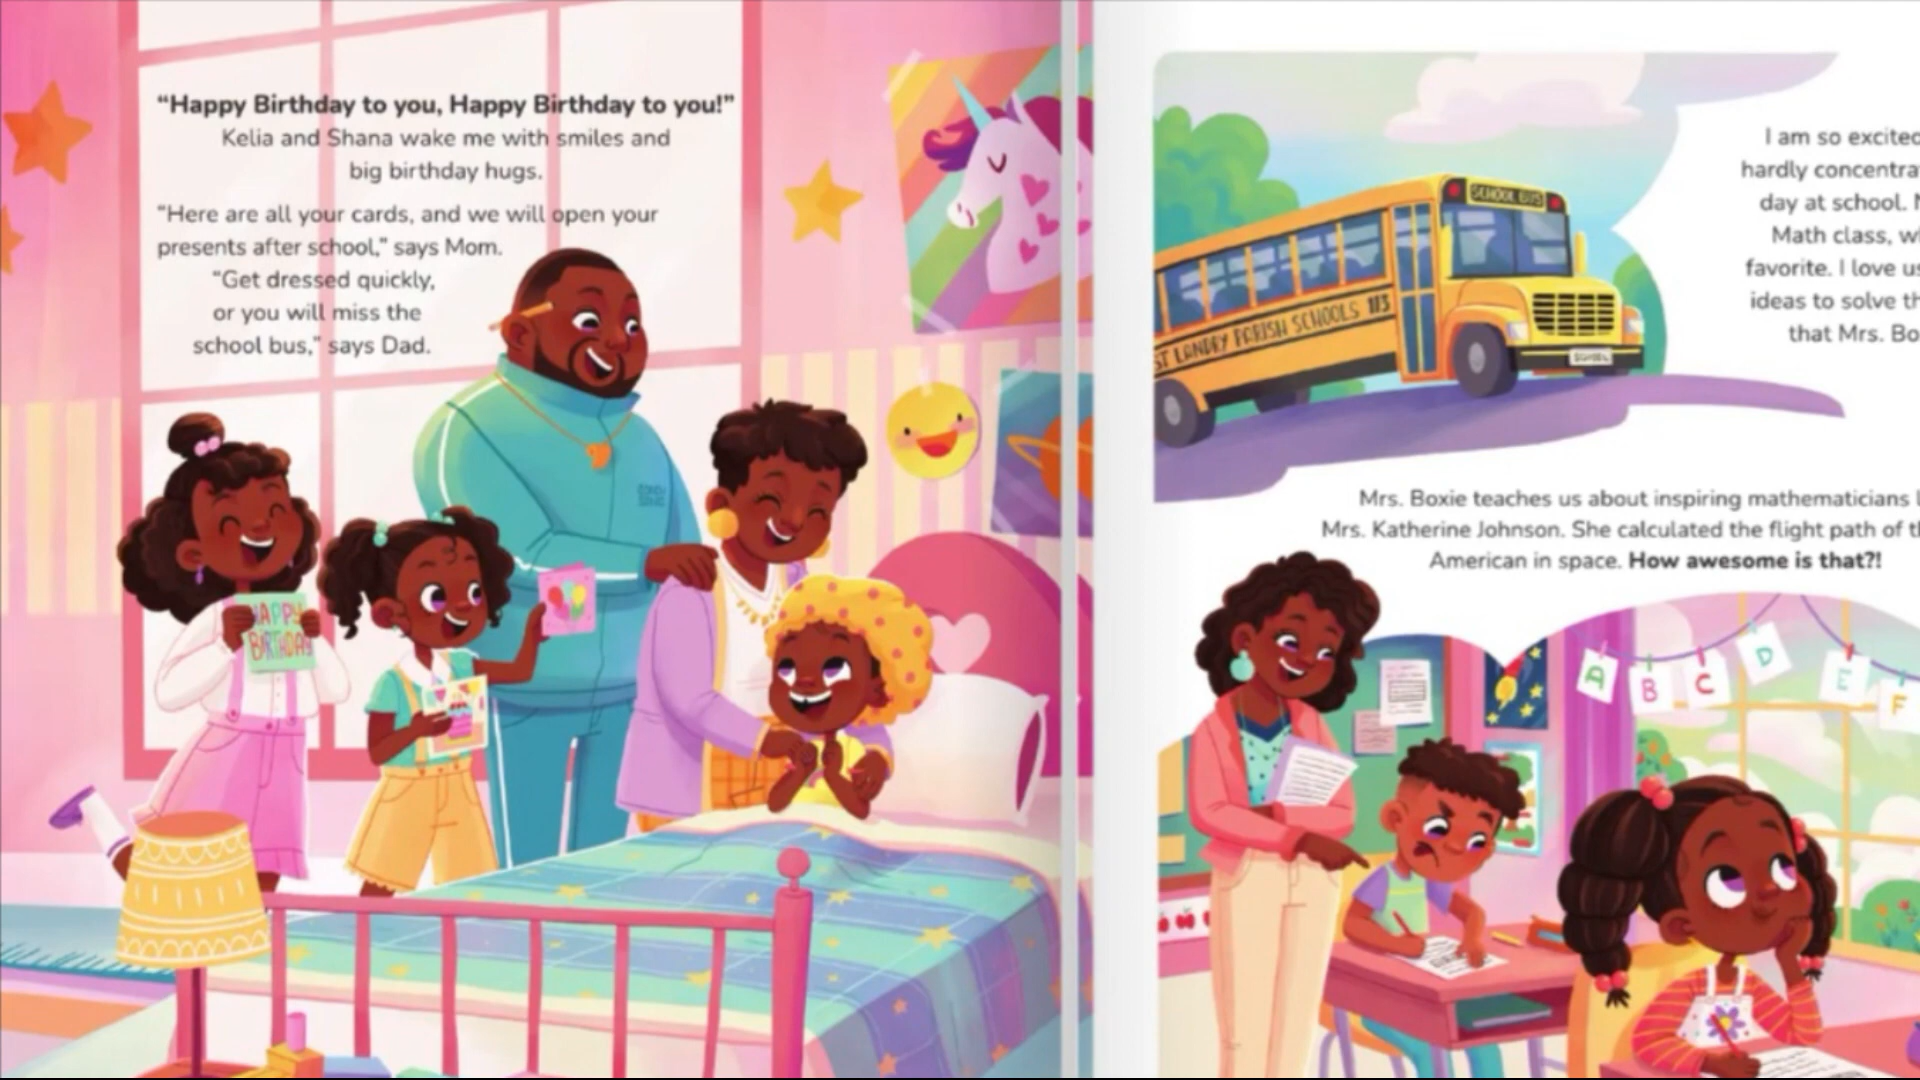 “Happy Birthday to you, Happy Birthday to you!”
Kelia and Shana wake me with smiles and
big birthday hugs.
“Here are all your cards, and we will open your
presents after school,” says Mom.
“Get dressed quickly,
or you will miss the
school bus,” says Dad.
HAPPY
BIRTHDAY
SCHOOL BUS
ST LANDRY PARISH SCHOOLS 113
SCHOOL
I am so excited
hardly concentra
day at school.
Math class, w
favorite. I love us
ideas to solve th
that Mrs. Bo
Mrs. Boxie teaches us about inspiring mathematicians
Mrs. Katherine Johnson. She calculated the flight path of th
American in space. How awesome is that?!
A B C D E F